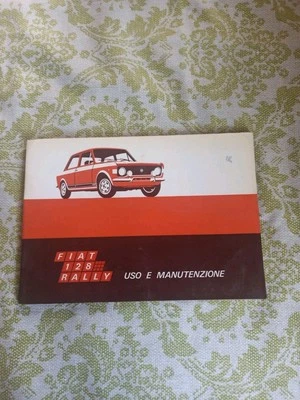 FIAT
128
RALLY
USO E MANUTENZIONE